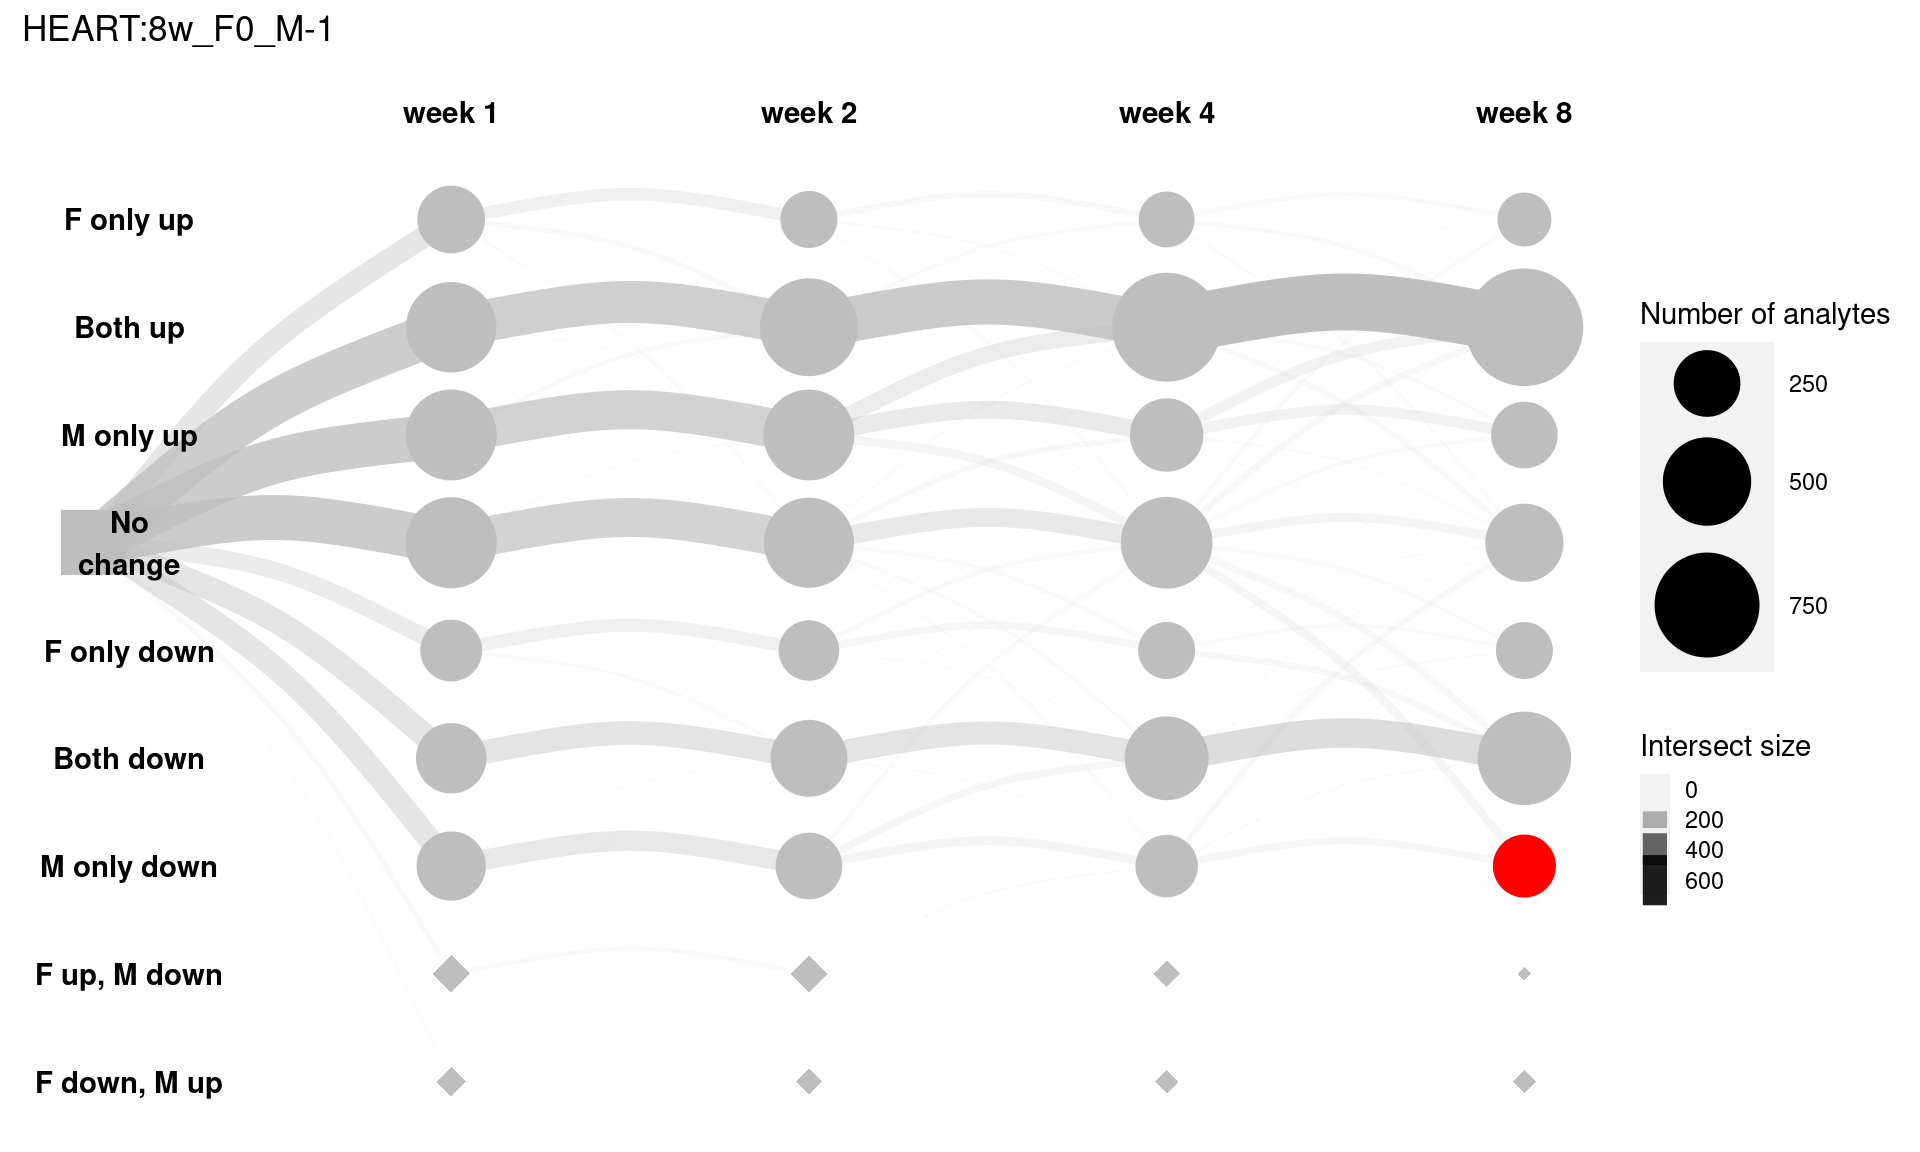 HEART:8w_F0_M-1
week 1
week 2
week 4
week 8
F only up
Both up
M only up
No
change
F only down
Both down
M only down
F up, M down
F down, M up
Number of analytes
250
500
750
Intersect size
0
200
400
600